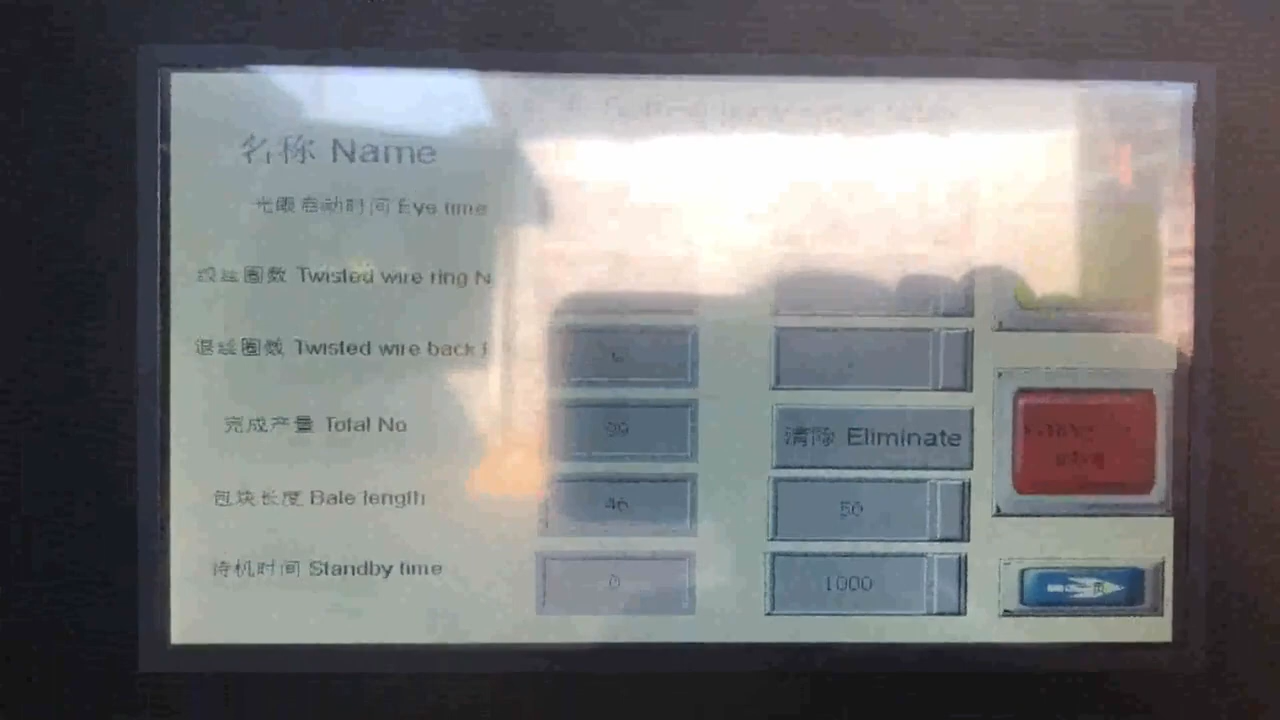 名称 Name
光眼启动时间 Eye time
绞丝圈数 Twisted wire ring N
退丝圈数 Twisted wire back
6
完成产量 Total No
99
清除 Eliminate
包块长度 Bale length
46
50
待机时间 Standby time
0
1000